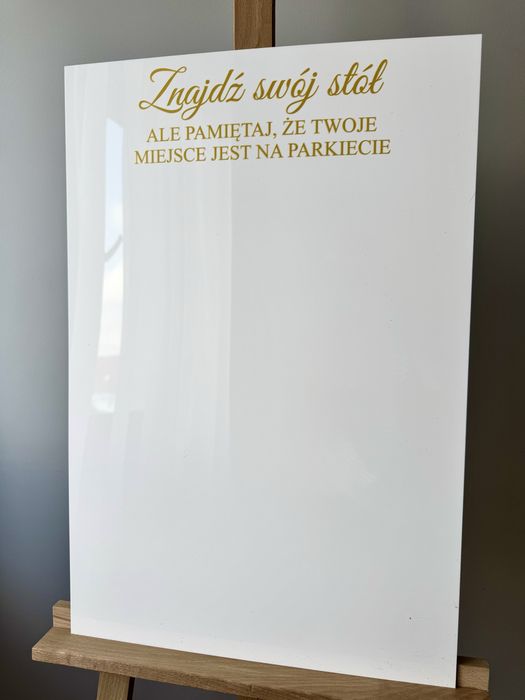 Znajdź swój stół
ALE PAMIĘTAJ, ŻE TWOJE
MIEJSCE JEST NA PARKIECIE